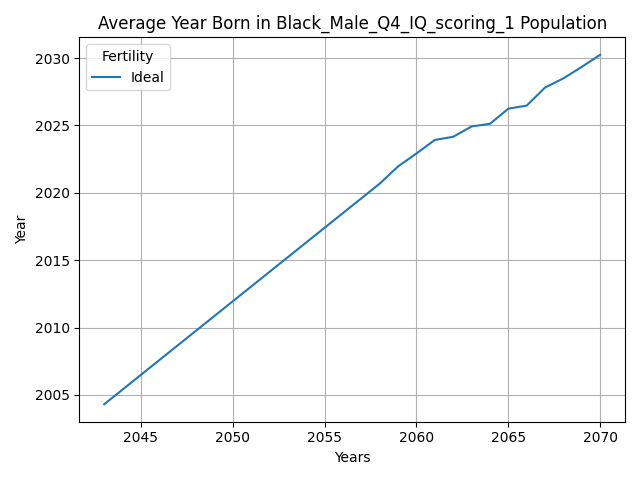 Average Year Born in Black_Male_Q4_IQ_scoring_1 Population
Fertility
Ideal
Year
2030
2025
2020
2015
2010
2005
2045 2050 2055 2060 2065 2070
Years